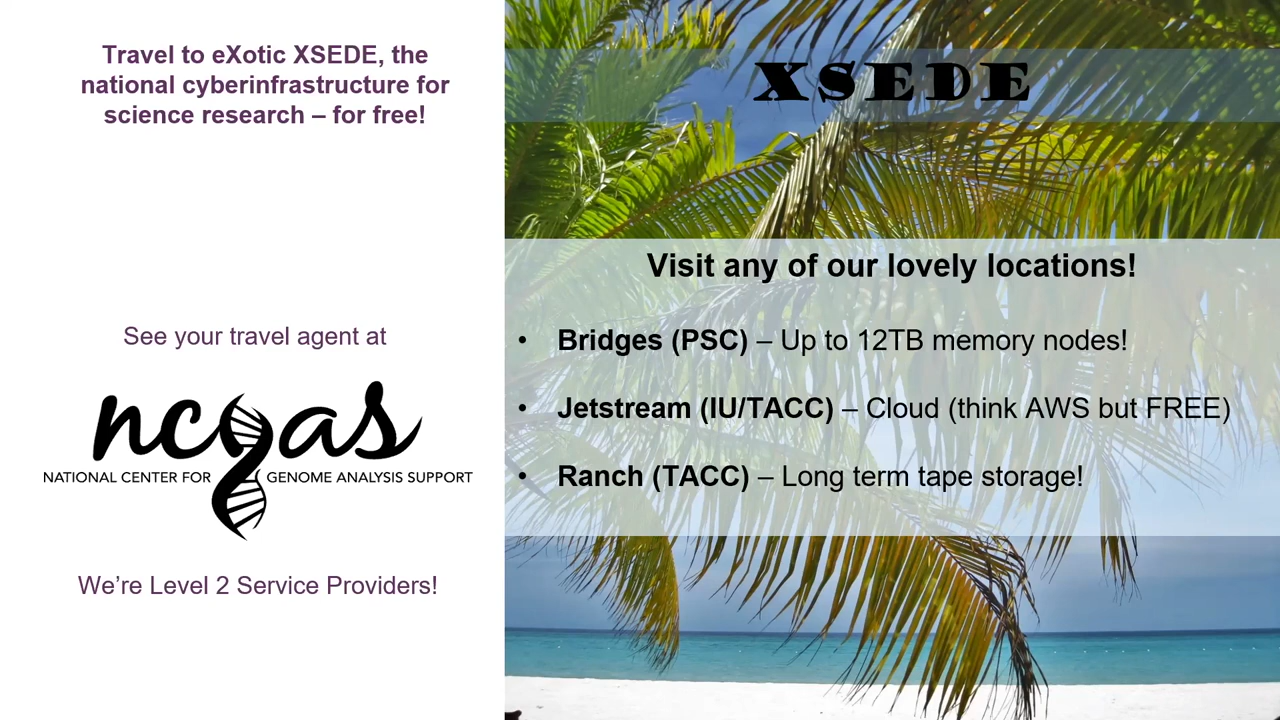 Travel to eXotic XSEDE, the
national cyberinfrastructure for
science research – for free!
See your travel agent at
ncgas
NATIONAL CENTER FOR GENOME ANALYSIS SUPPORT
We’re Level 2 Service Providers!
XSEDE
Visit any of our lovely locations!
• Bridges (PSC) – Up to 12TB memory nodes!
• Jetstream (IU/TACC) – Cloud (think AWS but FREE)
• Ranch (TACC) – Long term tape storage!